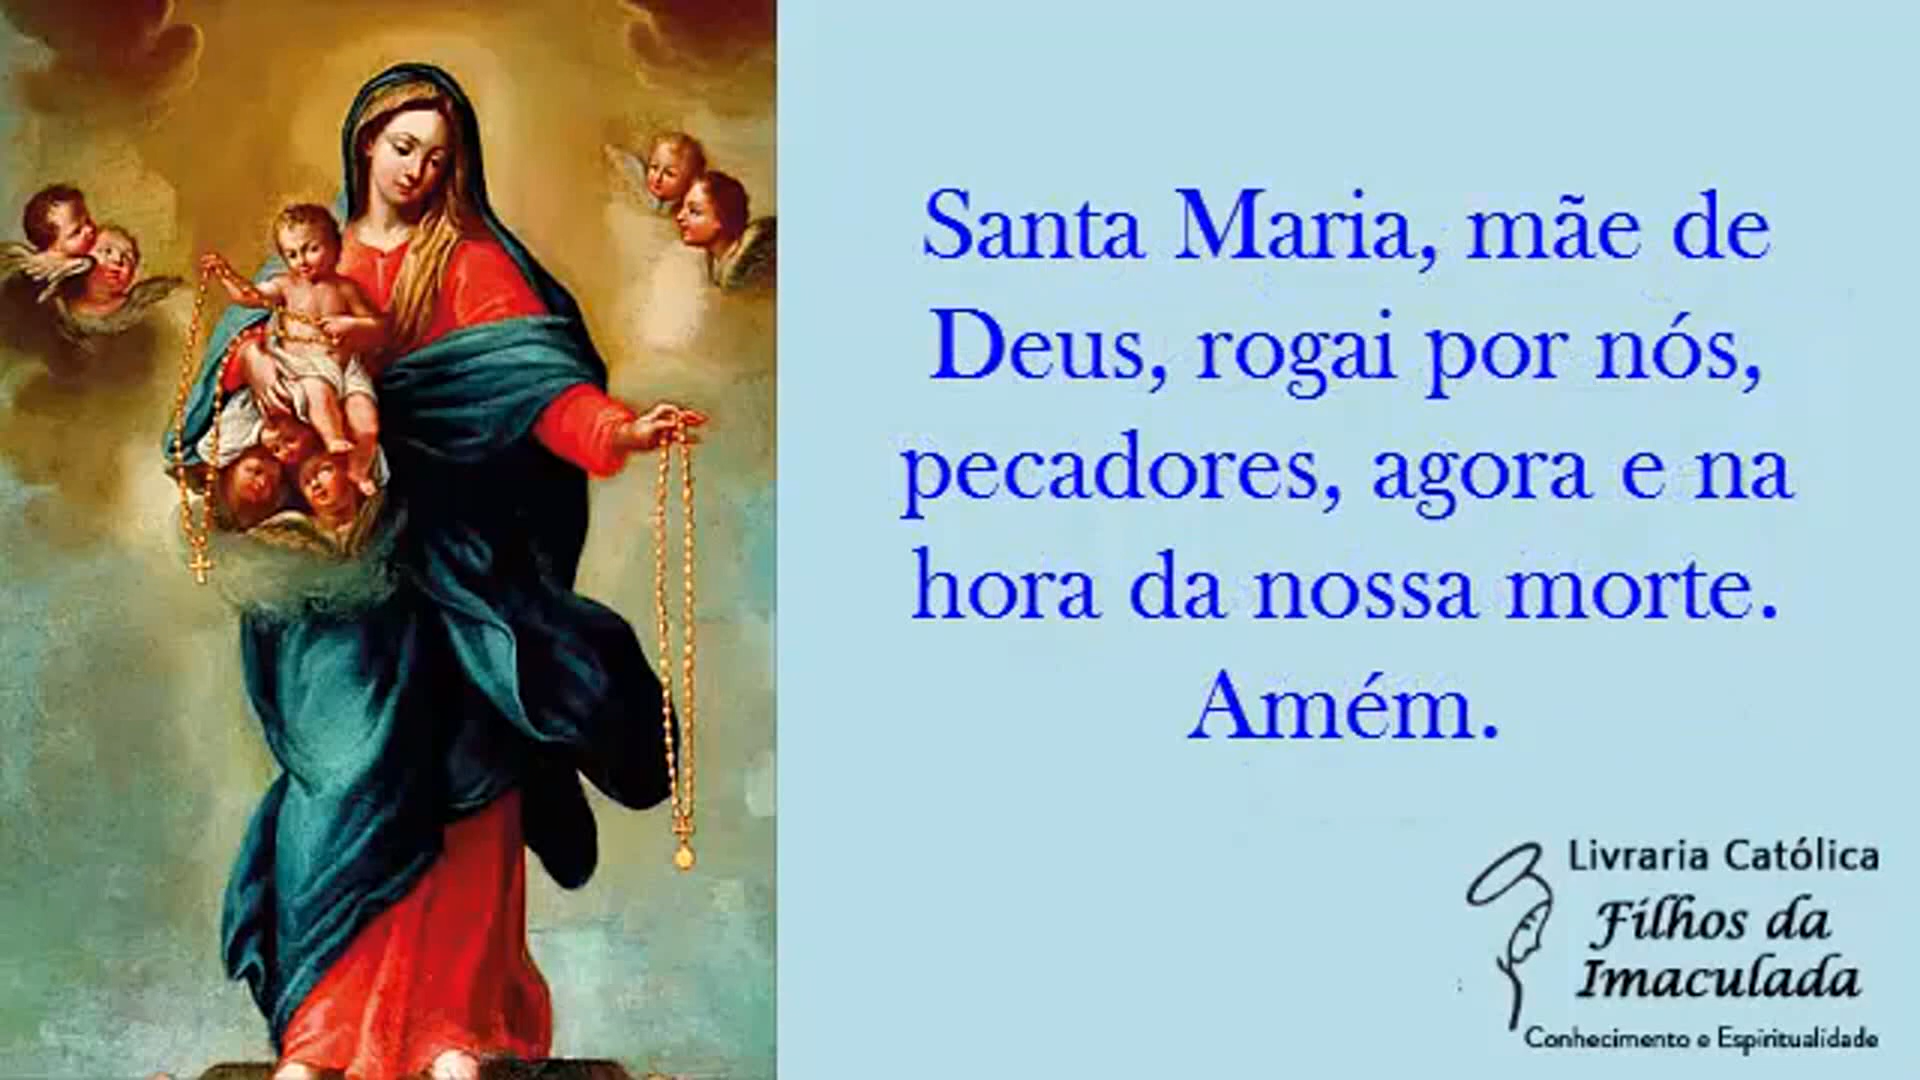 Santa Maria, mãe de
Deus, rogai por nós,
pecadores, agora e na
hora da nossa morte.
Amém.
Livraria Católica
Filhos da
Imaculada
Conhecimento e Espiritualidade